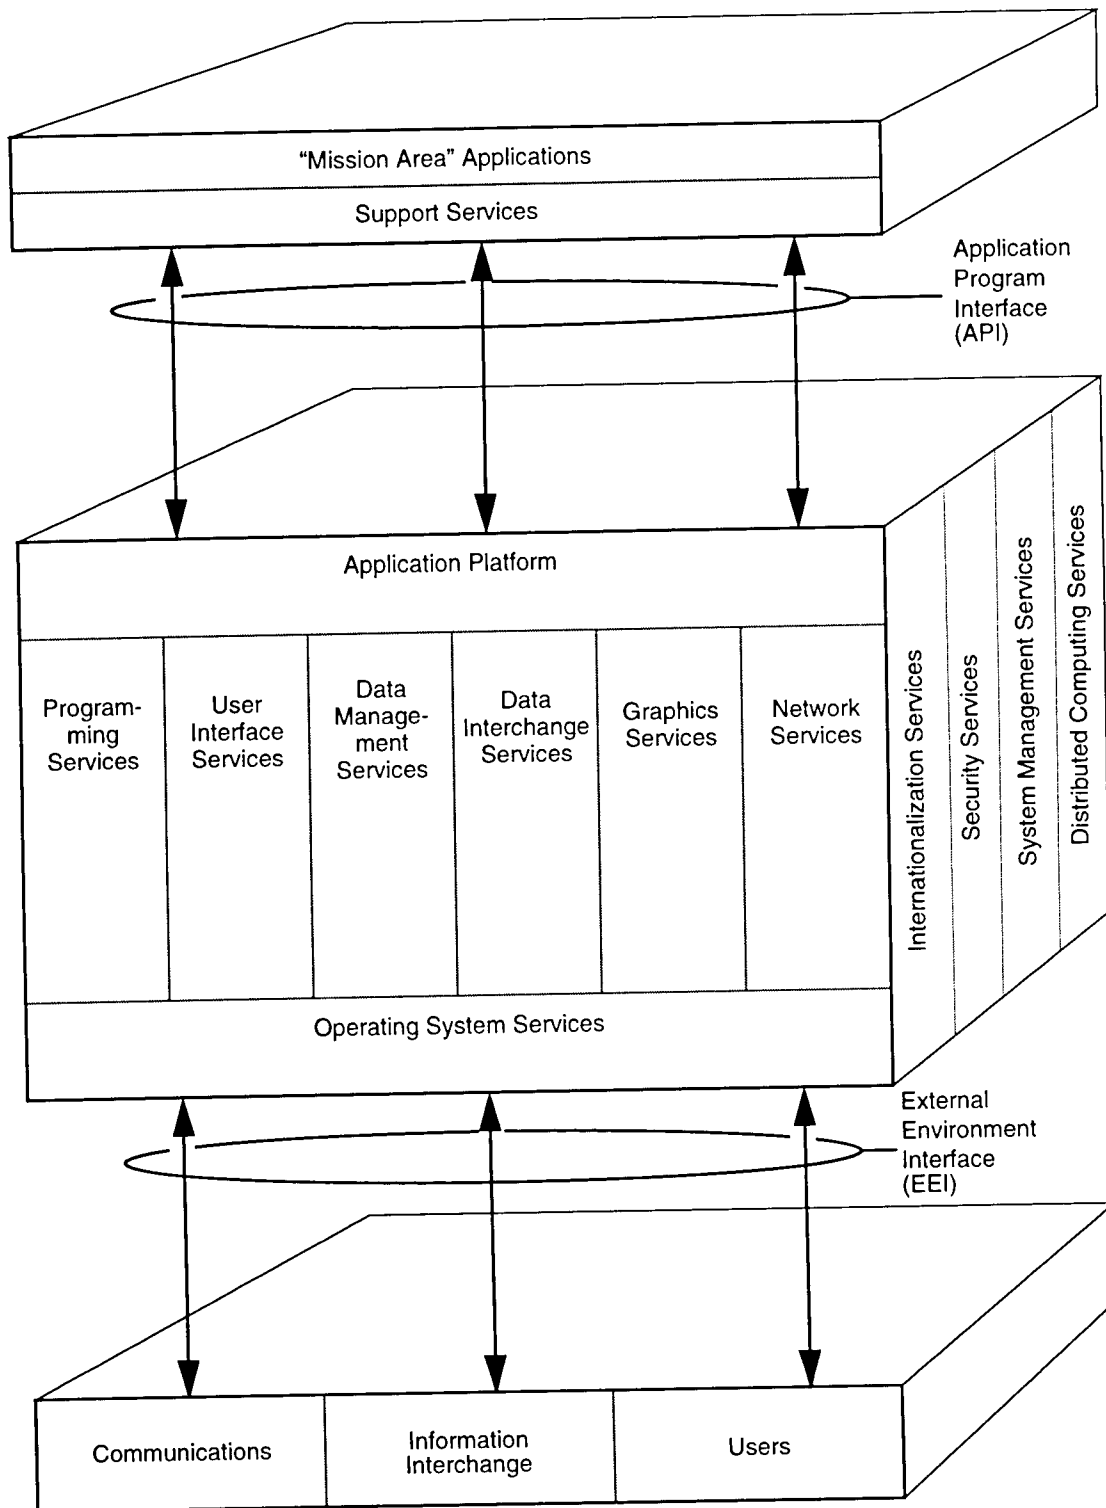 “Mission Area” Applications
Support Services
Application
Program
Interface
(API)
Application Platform
Program-
ming
Services
User
Interface
Services
Data
Manage-
ment
Services
Data
Interchange
Services
Graphics
Services
Network
Services
Internationalization Services
Security Services
System Management Services
Distributed Computing Services
Operating System Services
External
Environment
Interface
(EEI)
Communications
Information
Interchange
Users